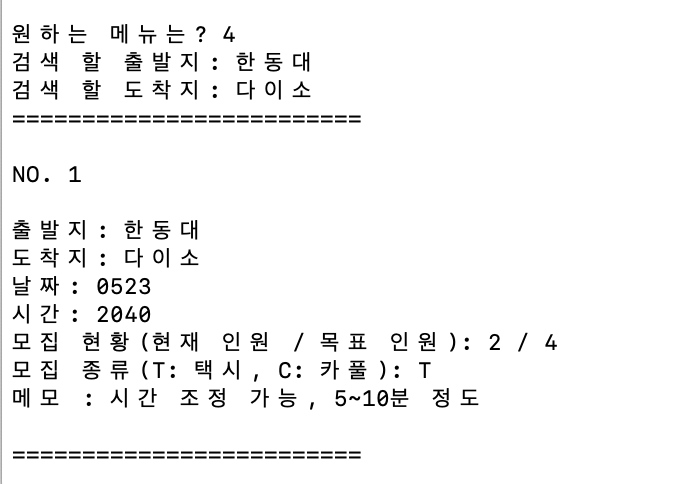 원하는 메뉴는? 4
검색 할 출발지: 한동대
검색 할 도착지: 다이소
=========================
NO. 1
출발지: 한동대
도착지: 다이소
날짜: 0523
시간: 2040
모집 현황(현재 인원 / 목표 인원): 2 / 4
모집 종류(T: 택시, C: 카풀): T
메모 : 시간 조정 가능, 5~10분 정도
=========================